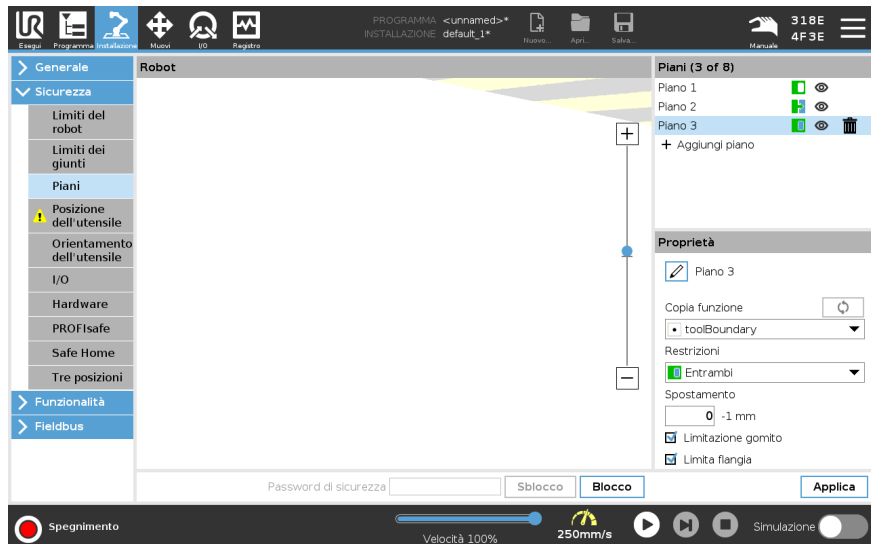 UR
PROGRAMMA <unnamed>*
INSTALLAZIONE default_1*
Esegui Programma Installazione Muovi I/O Registro
Nuovo... Apri... Salva...
Manuale
318E
4F3E
Generale
Sicurezza
Limiti del
robot
Limiti dei
giunti
Piani
Posizione
dell'utensile
Orientamento
dell'utensile
I/O
Hardware
PROFIsafe
Safe Home
Tre posizioni
Funzionalità
Fieldbus
Robot
Piani (3 of 8)
Piano 1
Piano 2
Piano 3
+ Aggiungi piano
Proprietà
Piano 3
Copia funzione
toolBoundary
Restrizioni
Entrambi
Spostamento
0 -1 mm
Limitazione gomito
Limita flangia
Password di sicurezza
Sblocco
Blocco
Applica
Spegnimento
Velocità 100%
250mm/s
Simulazione